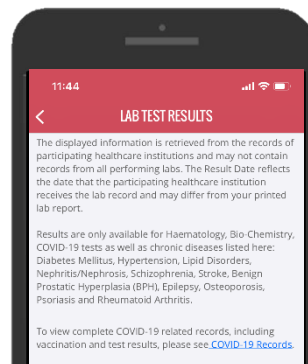 11:44
LAB TEST RESULTS
The displayed information is retrieved from the records of
participating healthcare institutions and may not contain
records from all performing labs. The Result Date reflects
the date that the participating healthcare institution
receives the lab record and may differ from your printed
lab report.
Results are only available for Haematology, Bio-Chemistry,
COVID-19 tests as well as chronic diseases listed here:
Diabetes Mellitus, Hypertension, Lipid Disorders,
Nephritis/Nephrosis, Schizophrenia, Stroke, Benign
Prostatic Hyperplasia (BPH), Epilepsy, Osteoporosis,
Psoriasis and Rheumatoid Arthritis.
To view complete COVID-19 related records, including
vaccination and test results, please see COVID-19 Records.